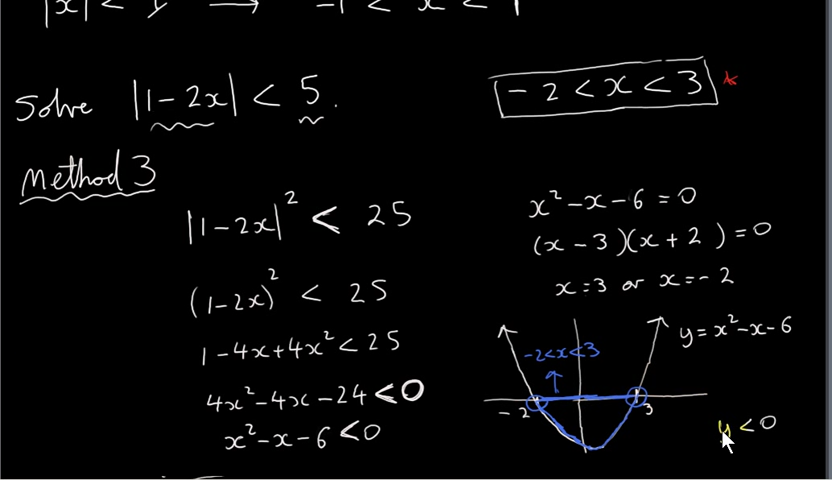 Solve |1-2x| < 5.
-2 < x < 3 *
Method 3
|1-2x|² < 25
(1-2x)² < 25
1-4x+4x² < 25
4x²-4x-24 < 0
x²-x-6 < 0
x²-x-6 = 0
(x-3)(x+2) = 0
x=3 or x=-2
y=x²-x-6
-2<x<3
-2
3
y < 0